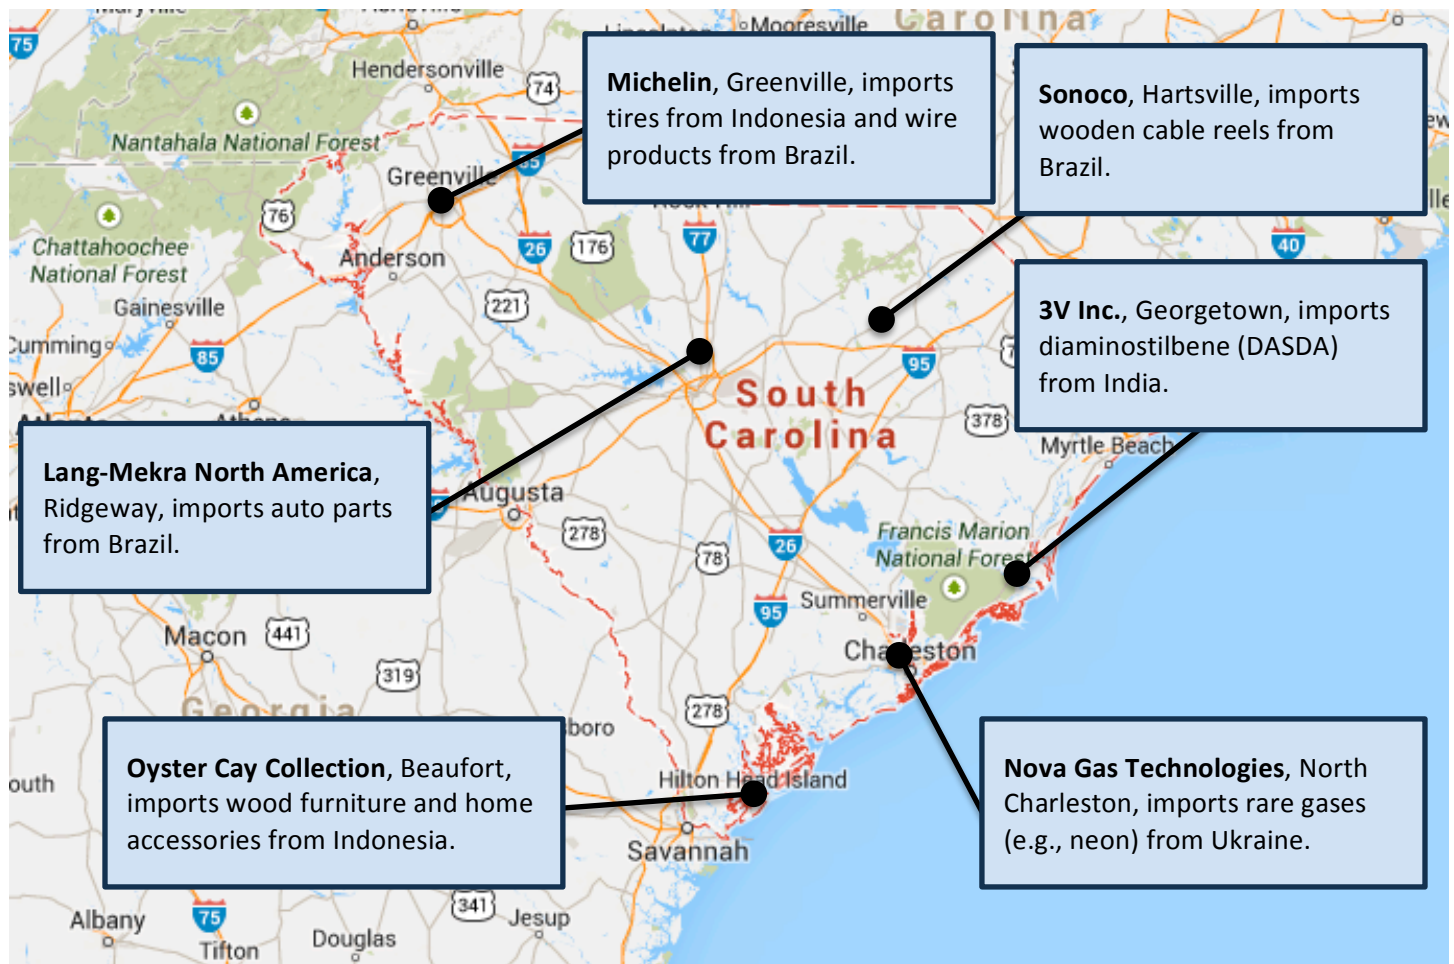 Carolina
Mooresville
75
Hendersonville
74
Michelin, Greenville, imports
tires from Indonesia and wire
products from Brazil.
Sonoco, Hartsville, imports
wooden cable reels from
Brazil.
Nantahala National Forest
85
Greenville
76
Chattahoochee
National Forest
Anderson
26
176
77
40
Gainesville
221
3V Inc., Georgetown, imports
diaminostilbene (DASDA)
from India.
Cumming
85
95
South
Carolina
378
Myrtle Beach
Lang-Mekra North America,
Ridgeway, imports auto parts
from Brazil.
Augusta
278
78
26
Francis Marion
National Forest
95
Summerville
Macon
441
Charleston
319
Georgia
278
Oyster Cay Collection, Beaufort,
imports wood furniture and home
accessories from Indonesia.
Hilton Head Island
Savannah
Nova Gas Technologies, North
Charleston, imports rare gases
(e.g., neon) from Ukraine.
Albany
75
Tifton
Douglas
341
Jesup